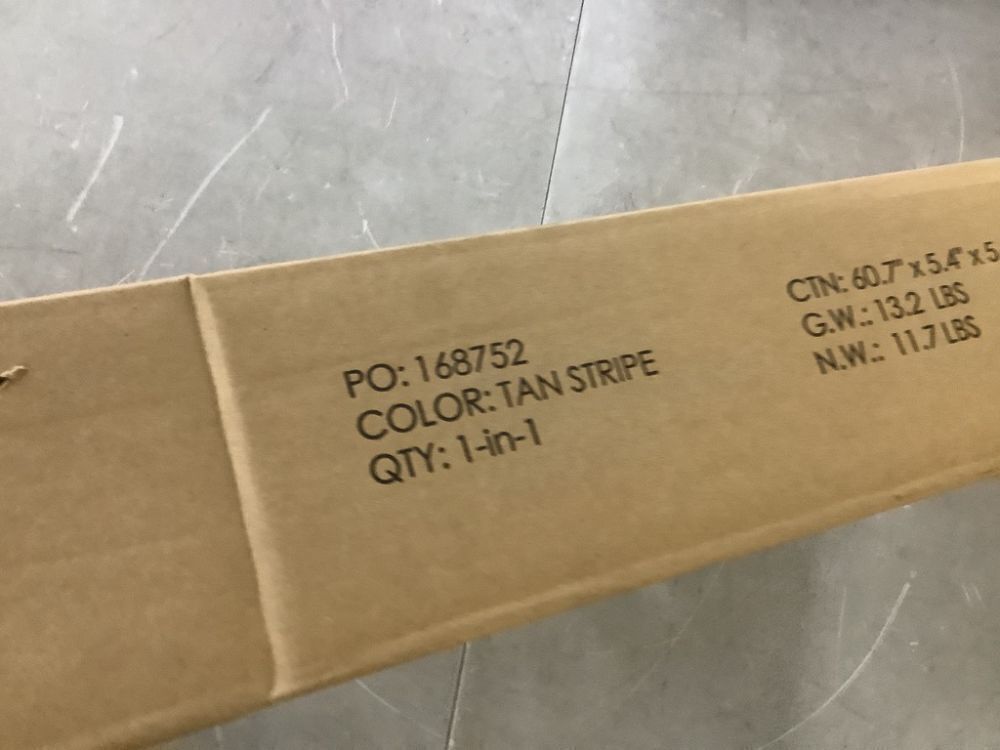 PO: 168752
COLOR: TAN STRIPE
QTY: 1-in-1
CTN: 60.7" x 5.4" x
G.W.: 13.2 LBS
N.W.: 11.7 LBS